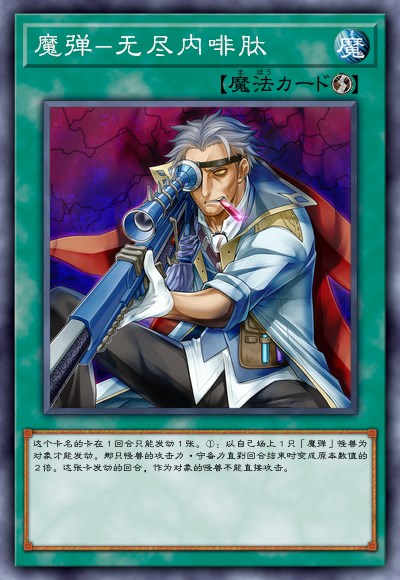 魔弹－无尽内啡肽
魔
【魔法カード】
まほう
这个卡名的卡在１回合只能发动１张。①：以自己场上１只「魔弹」怪兽为
对象才能发动。那只怪兽的攻击力・守备力直到回合结束时变成原本数值的
２倍。这张卡发动的回合，作为对象的怪兽不能直接攻击。